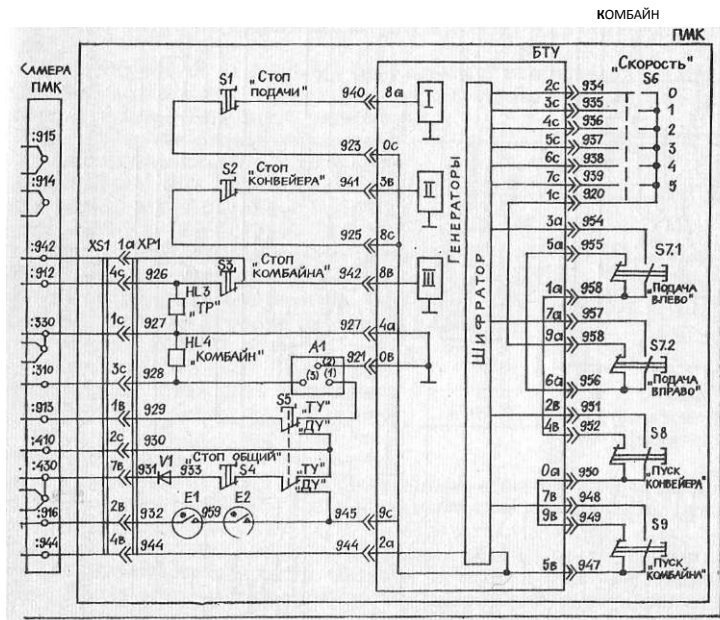 КОМБАЙН
ПМК
КАМЕРА ПМК
БТУ
„Скорость"
S6
S1
„Стоп ПОДАЧИ"
940
8а
I
2с
934
0
3с
935
1
4с
936
2
5с
937
3
6с
938
4
7с
939
5
1с
920
:915
923
0с
S2
„Стоп КОНВЕЙЕРА"
941
3в
II
:914
ГЕНЕРАТОРЫ
ШИФРАТОР
925
8с
3а
954
5а
955
S7.1
„ПОДАЧА ВЛЕВО"
:942
XS1
1а
XP1
„Стоп КОМБАЙНА"
S3
:912
4с
926
942
8в
III
HL3
„ТР"
1а
958
7а
957
:330
1с
927
927
4а
9а
958
S7.2
„ПОДАЧА ВПРАВО"
HL4
„КОМБАЙН"
А1
(2)
921
0в
:310
3с
928
(3)
(1)
6а
956
:913
1в
929
S5
„ТУ"
„ДУ"
2в
951
:410
2с
930
4в
952
S8
„ПУСК КОНВЕЙЕРА"
:430
7в
931
V1
933
„Стоп ОБЩИЙ"
S4
„ТУ"
„ДУ"
0а
950
7в
948
:916
2в
932
E1
959
E2
945
9с
9в
949
S9
„ПУСК КОМБАЙНА"
:944
4в
944
944
2а
5в
947